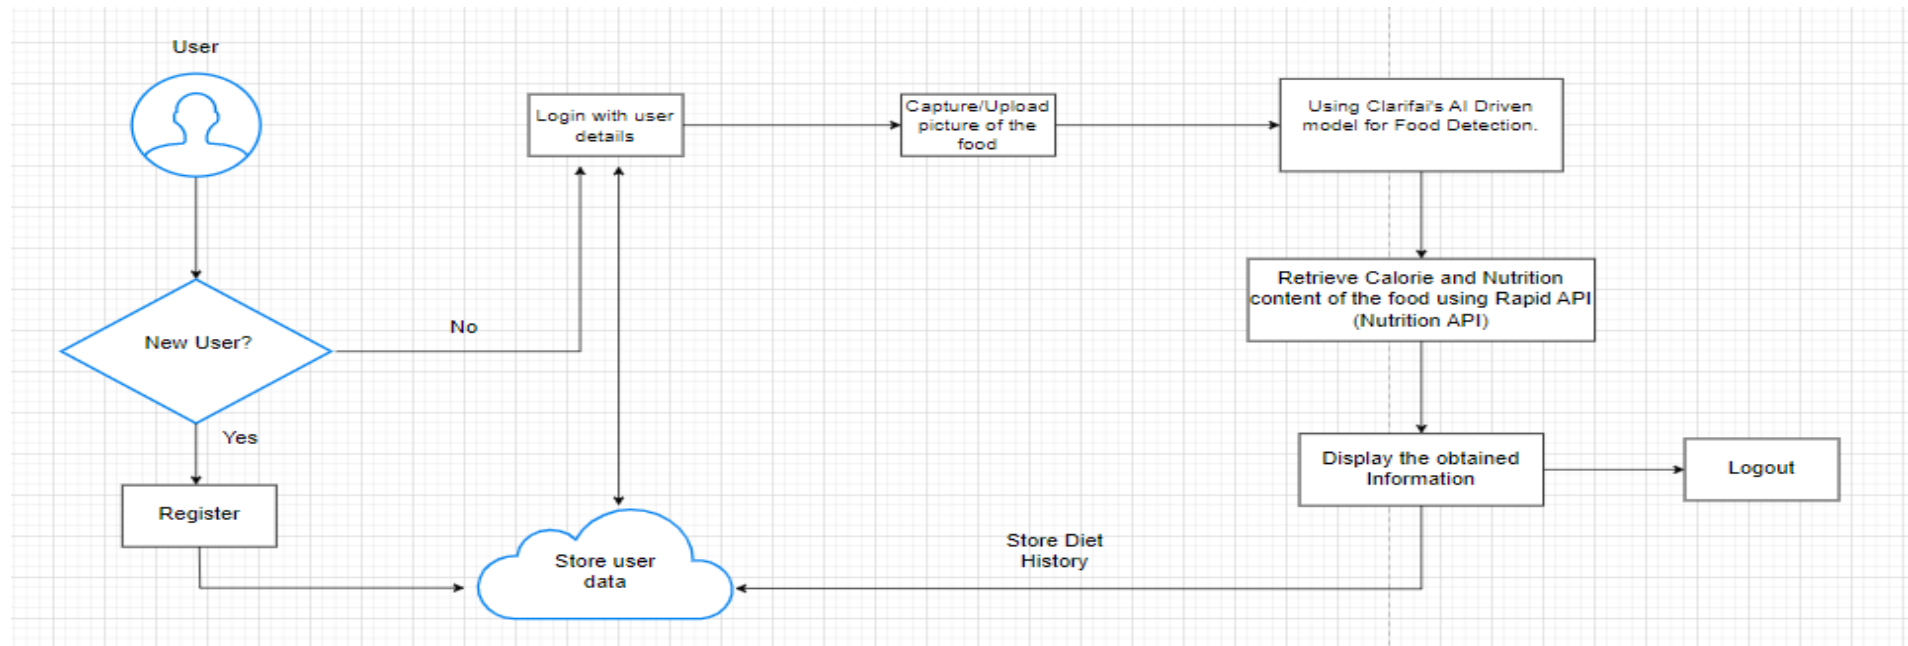 User
Login with user
details
Capture/Upload
picture of the
food
Using Clarifai's AI Driven
model for Food Detection.
Retrieve Calorie and Nutrition
content of the food using Rapid API
(Nutrition API)
No
New User?
Yes
Display the obtained
Information
Logout
Register
Store user
data
Store Diet
History